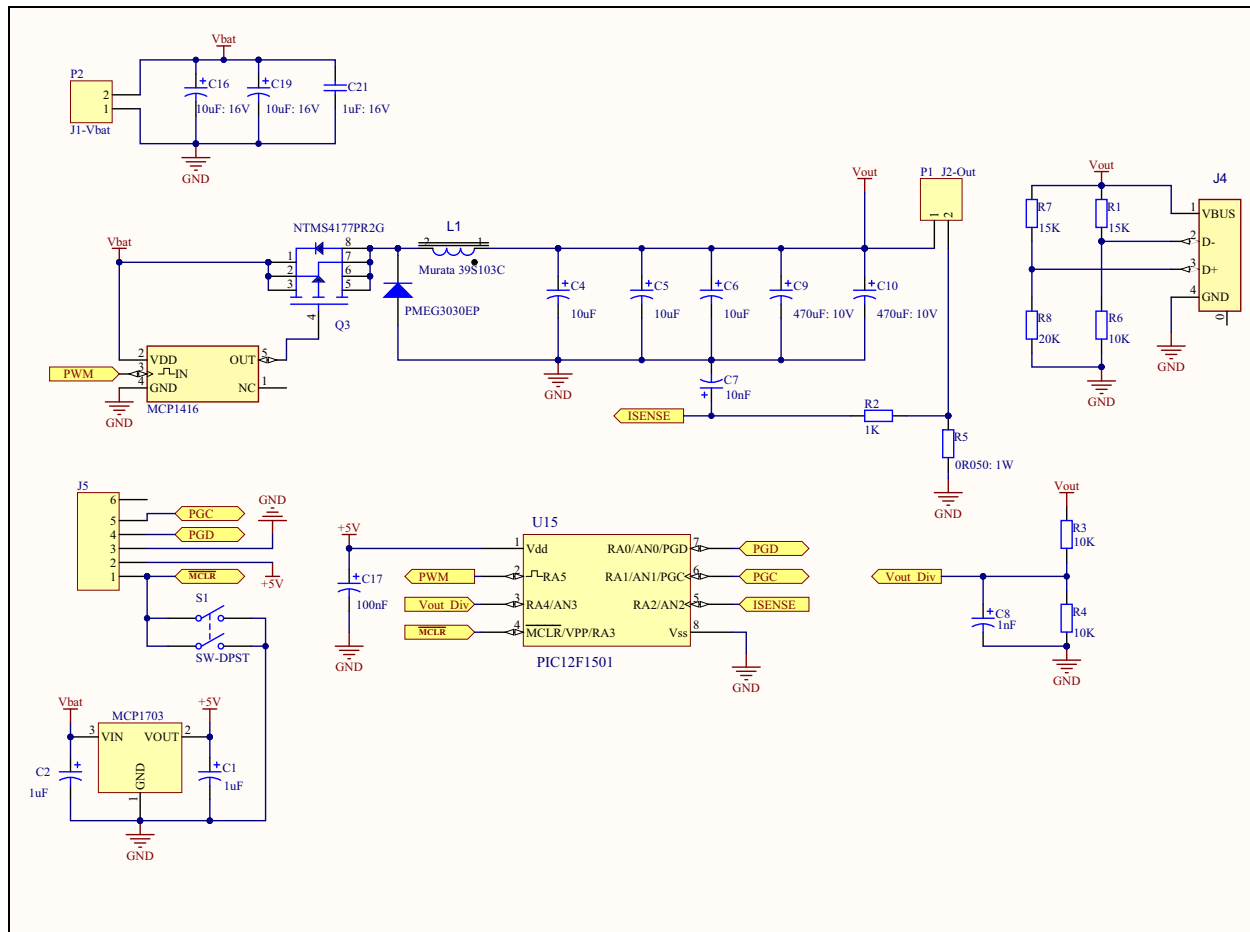 Vbat
P2
2
1
J1-Vbat
C16
10uF: 16V
C19
10uF: 16V
C21
1uF: 16V
GND
Vbat
NTMS4177PR2G
1
2
3
8
7
6
5
4
Q3
L1
2
1
Murata 39S103C
PMEG3030EP
C4
10uF
C5
10uF
C6
10uF
C9
470uF: 10V
C10
470uF: 10V
Vout
P1 J2-Out
1
2
GND
C7
10nF
ISENSE
R2
1K
R5
0R050: 1W
GND
PWM
2
3
4
VDD
IN
GND
OUT
5
NC
1
MCP1416
GND
Vout
J4
R7
15K
R1
15K
R8
20K
R6
10K
1
VBUS
2
D-
3
D+
4
GND
0
GND
GND
J5
6
5
4
3
2
1
PGC
PGD
GND
+5V
MCLR
S1
SW-DPST
+5V
C17
100nF
GND
U15
1
Vdd
2
RA5
3
RA4/AN3
4
MCLR/VPP/RA3
RA0/AN0/PGD
7
RA1/AN1/PGC
6
RA2/AN2
5
Vss
8
PIC12F1501
PWM
Vout_Div
MCLR
PGD
PGC
ISENSE
GND
Vout
R3
10K
Vout_Div
C8
1nF
R4
10K
GND
Vbat
+5V
MCP1703
3
VIN
VOUT
2
GND
1
C2
1uF
C1
1uF
GND